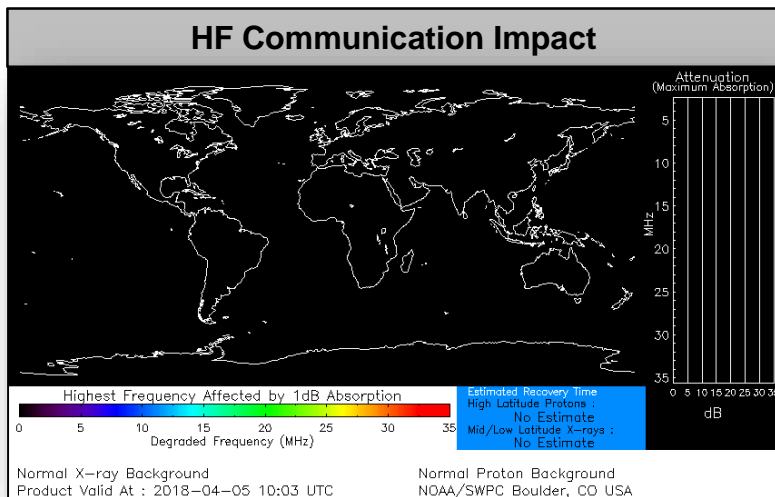 HF Communication Impact
Attenuation
(Maximum Absorption)
5
10
15
20
25
30
35
MHz
0 5 10 15 20 25 30 35
dB
Highest Frequency Affected by 1dB Absorption
0 5 10 15 20 25 30 35
Degraded Frequency (MHz)
Estimated Recovery Time
High Latitude Protons :
No Estimate
Mid/Low Latitude X-rays :
No Estimate
Normal X-ray Background
Product Valid At : 2018-04-05 10:03 UTC
Normal Proton Background
NOAA/SWPC Boulder, CO USA